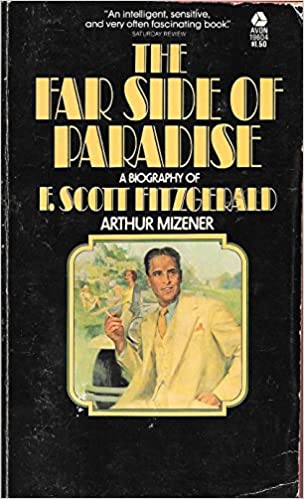 "An intelligent, sensitive,
and very often fascinating book."
SATURDAY REVIEW
AVON
19604
$1.50
THE
FAR SIDE OF
PARADISE
A BIOGRAPHY OF
F. SCOTT FITZGERALD
ARTHUR MIZENER